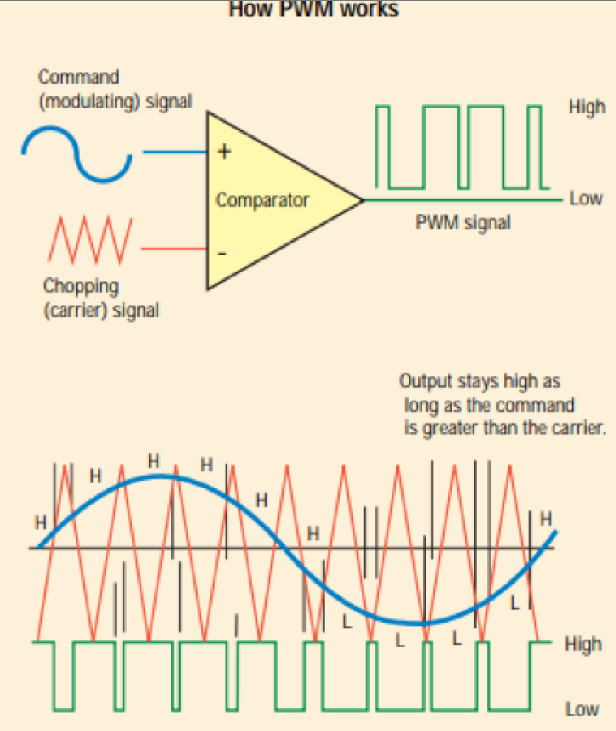 How PWM works
Command
(modulating) signal
+
Comparator
-
High
Low
PWM signal
Chopping
(carrier) signal
Output stays high as
long as the command
is greater than the carrier.
H
H
H
H
H
H
H
L
L
L
L
High
Low